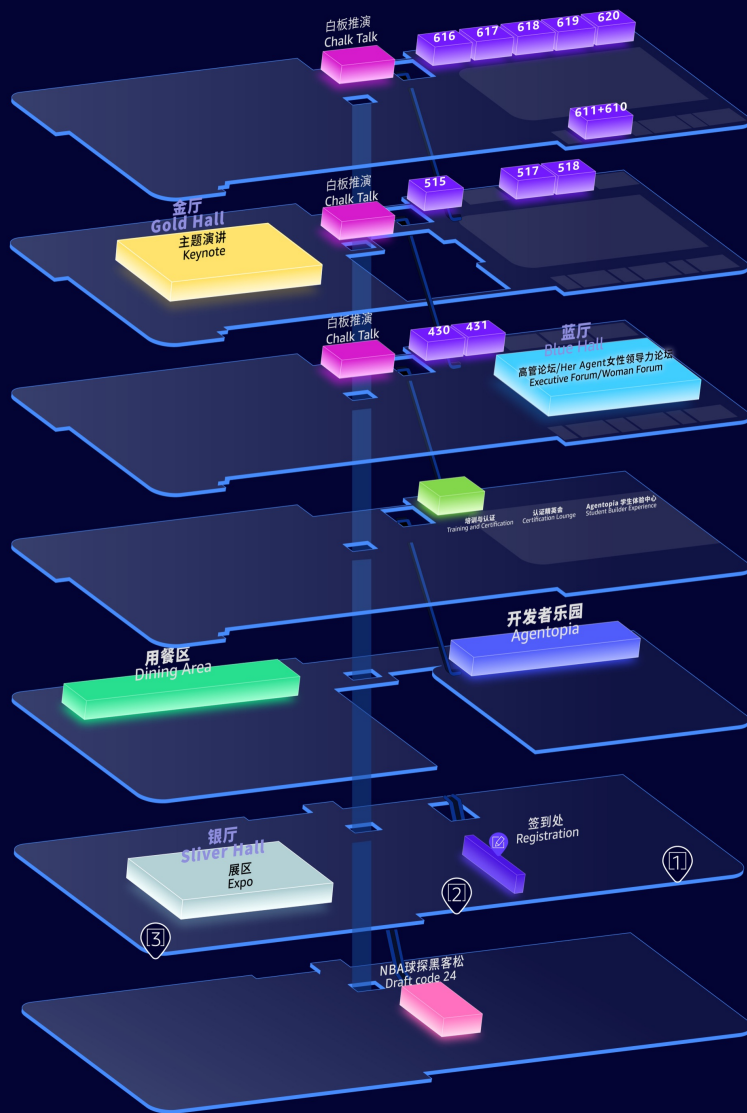 白板推演
Chalk Talk
616
617
618
619
620
611+610
白板推演
Chalk Talk
515
517
518
金厅
Gold Hall
主题演讲
Keynote
白板推演
Chalk Talk
430
431
蓝厅
Blue Hall
高管论坛/Her Agent女性领导力论坛
Executive Forum/Woman Forum
培训与认证
Training and Certification
认证精英会
Certification Lounge
Agentopia 学生体验中心
Student Builder Experience
开发者乐园
Agentopia
用餐区
Dining Area
签到处
Registration
银厅
Sliver Hall
展区
Expo
1
2
3
NBA球探黑客松
Draft code 24